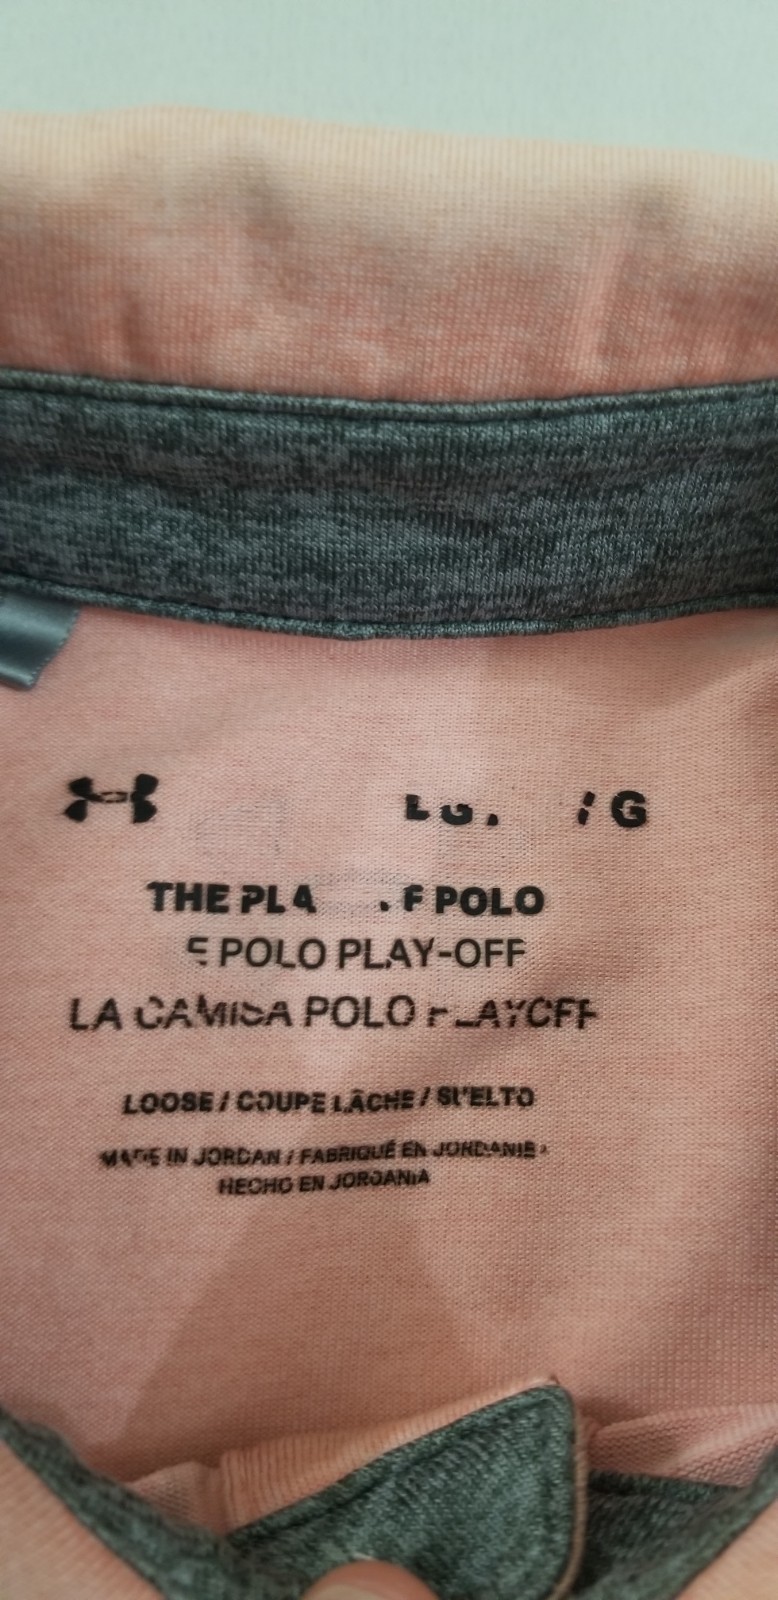 THE POLO
POLO PLAY-OFF
LA CAMISA POLO PLAYOFF
LOOSE / COUPE LÂCHE / SUELTO
MADE IN JORDAN / FABRIQUÉ EN JORDANIE /
HECHO EN JORDANIA